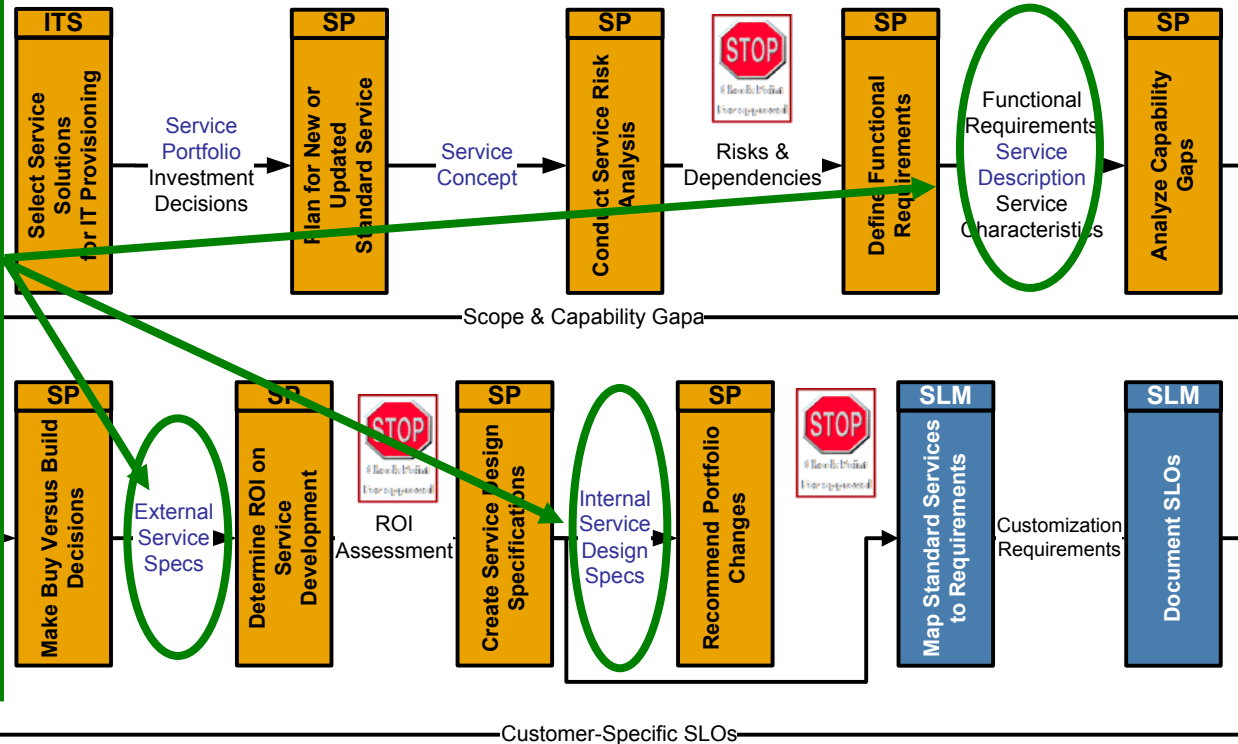 ITS
Select Service
Solutions
for IT Provisioning
Service
Portfolio
Investment
Decisions
SP
Plan for New or
Updated
Standard Service
Service
Concept
SP
Conduct Service Risk
Analysis
STOP
Risks &
Dependencies
SP
Define Functional
Requirements
Functional
Requirements
Service
Description
Service
Characteristics
SP
Analyze Capability
Gaps
Scope & Capability Gapa
SP
Make Buy Versus Build
Decisions
External
Service
Specs
SP
Determine ROI on
Service
Development
STOP
ROI
Assessment
SP
Create Service Design
Specifications
Internal
Service
Design
Specs
SP
Recommend Portfolio
Changes
STOP
SLM
Map Standard Services
to Requirements
Customization
Requirements
SLM
Document SLOs
Customer-Specific SLOs